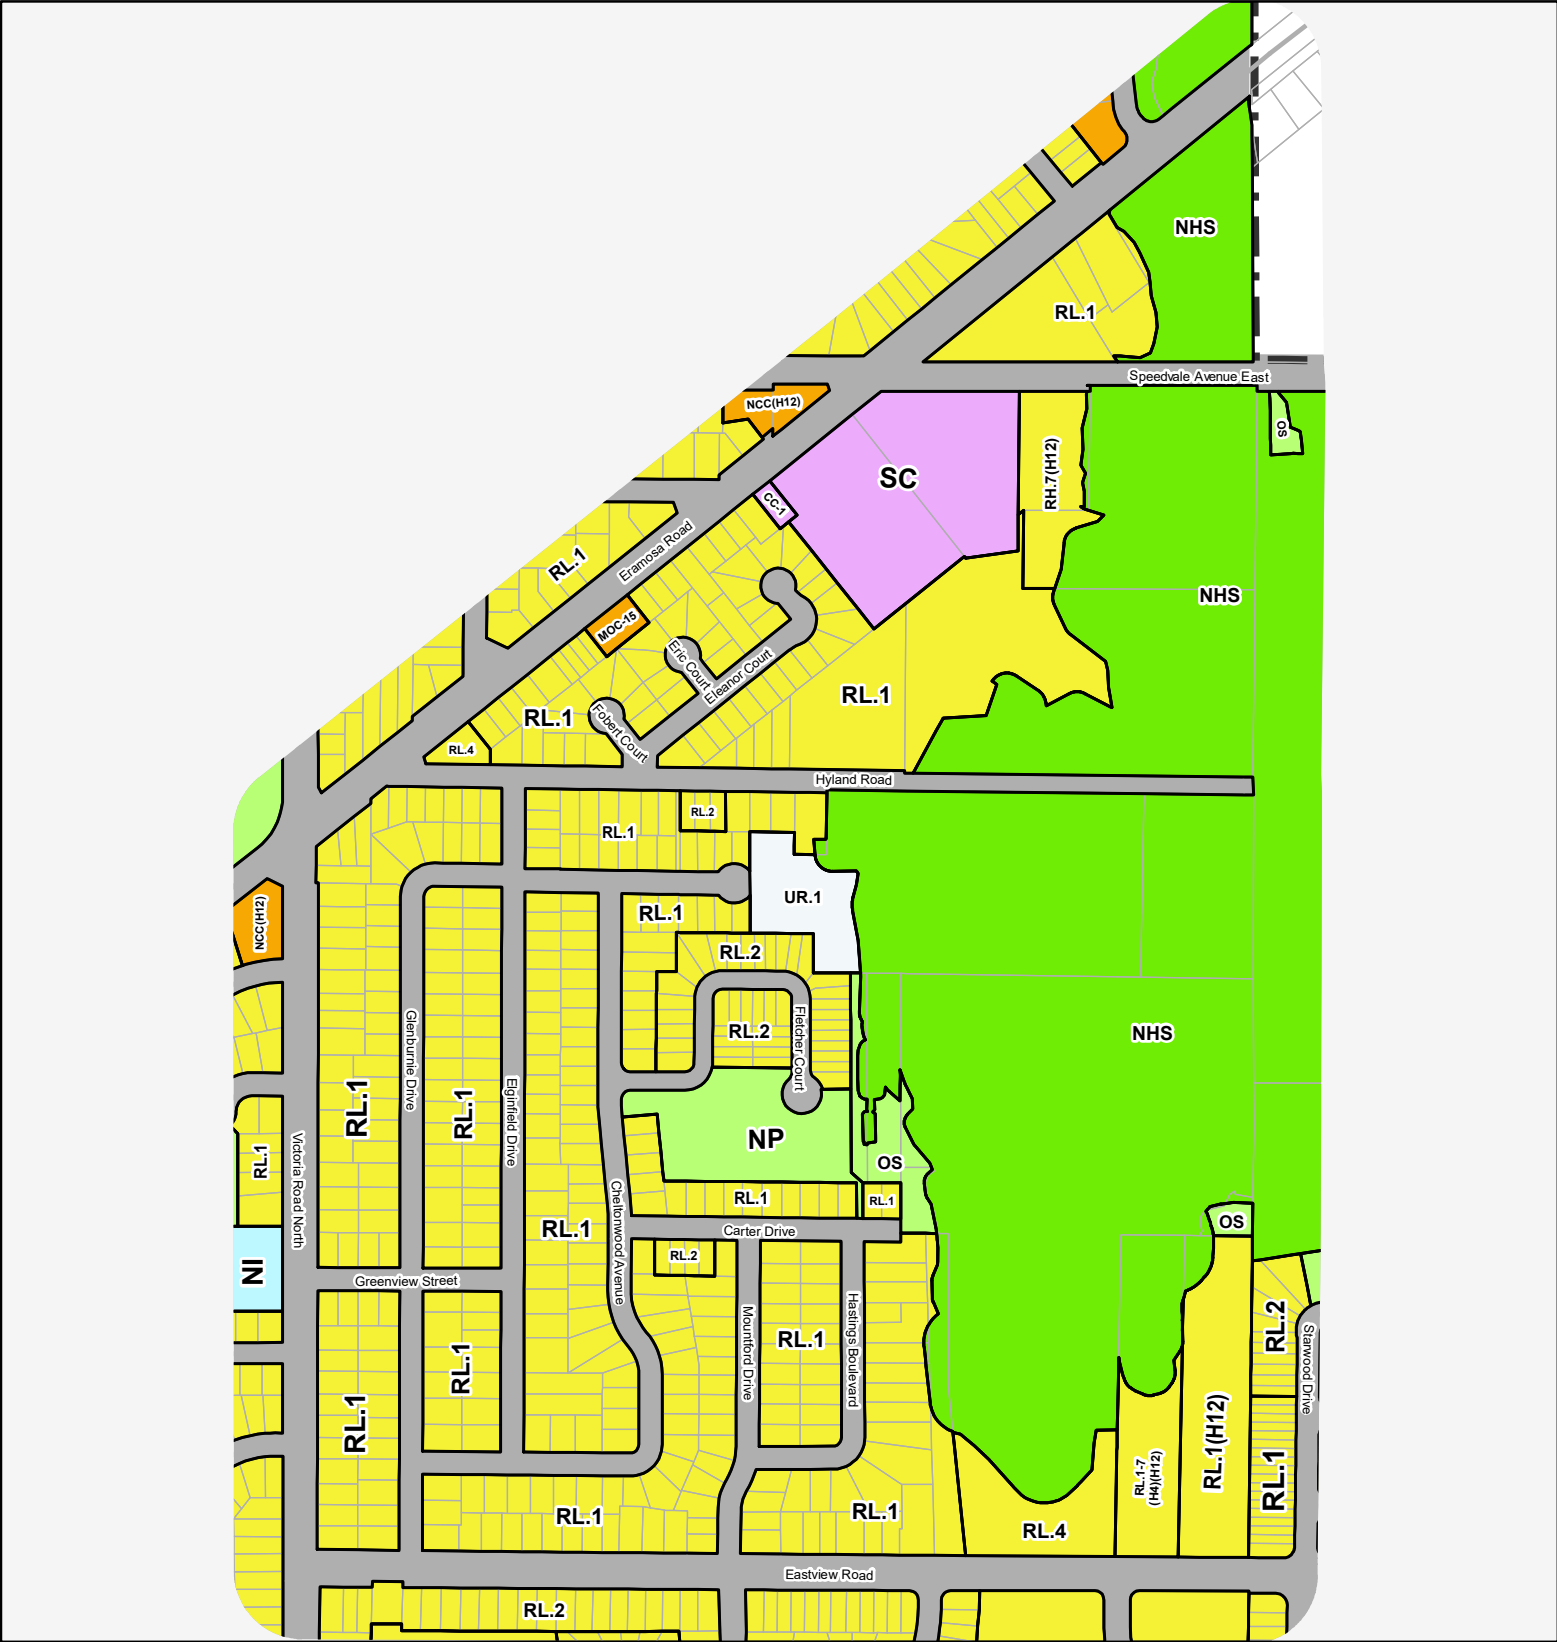 NHS
RL.1
Speedvale Avenue East
NCC(H12)
OS
SC
RH.7(H12)
CC-1
Eramosa Road
RL.1
NHS
MOC-15
Eric Court
Eleanor Court
RL.1
RL.1
Fobert Court
RL.4
Hyland Road
RL.2
RL.1
UR.1
NCC(H12)
RL.1
RL.2
RL.2
Fletcher Court
NHS
Glenburnie Drive
RL.1
RL.1
Elginfield Drive
NP
RL.1
Victoria Road North
OS
RL.1
RL.1
Cheltonwood Avenue
RL.1
Carter Drive
OS
RL.2
NI
Greenview Street
RL.2
RL.1
Mountford Drive
Hastings Boulevard
Starwood Drive
RL.1
RL.1
RL.1(H12)
RL.1-7
(H4)(H12)
RL.1
RL.1
RL.1
RL.4
Eastview Road
RL.2